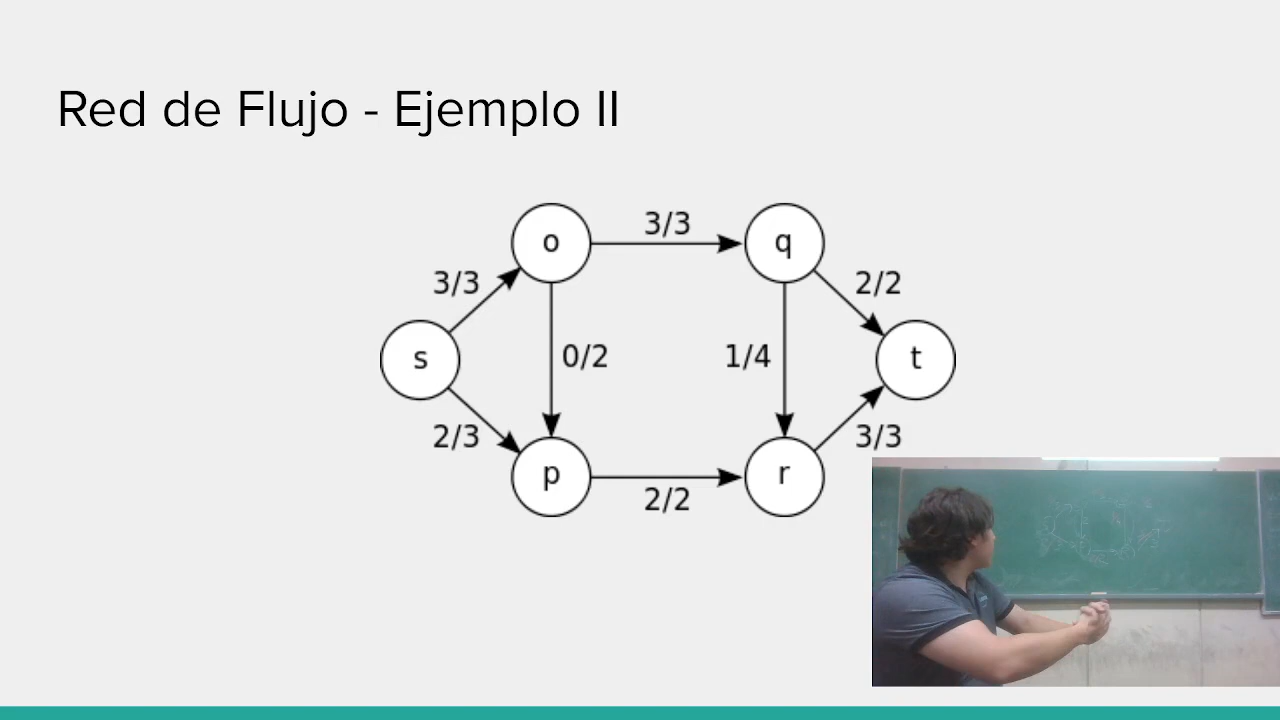 Red de Flujo - Ejemplo II
o
3/3
q
3/3
2/2
s
0/2
1/4
t
2/3
3/3
p
2/2
r